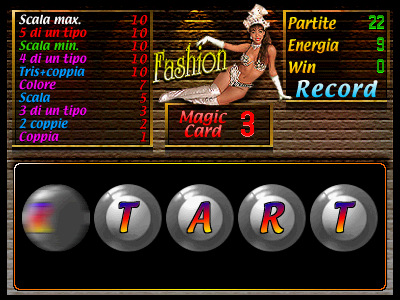 Scala max. 10
5 di un tipo 10
Scala min. 10
4 di un tipo 10
Tris+coppia 10
Colore 7
Scala 5
3 di un tipo 3
2 coppie 2
Coppia 1
Fashion
Magic Card 3
Partite 22
Energia 9
Win 0
Record
T A R T